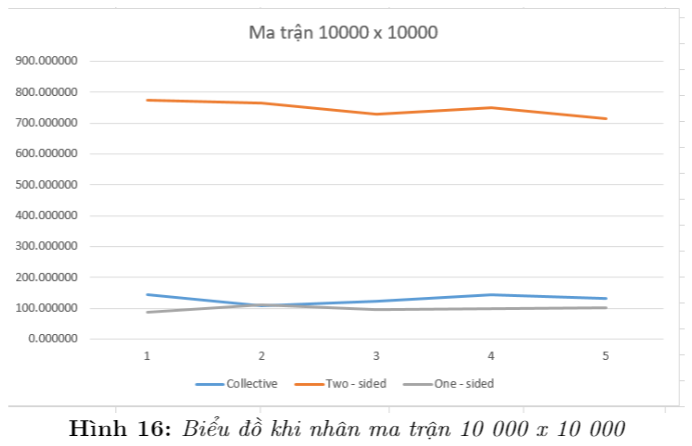 Ma trận 10000 x 10000
900.000000
800.000000
700.000000
600.000000
500.000000
400.000000
300.000000
200.000000
100.000000
0.000000
1 2 3 4 5
Collective Two - sided One - sided
Hình 16: Biểu đồ khi nhân ma trận 10 000 x 10 000